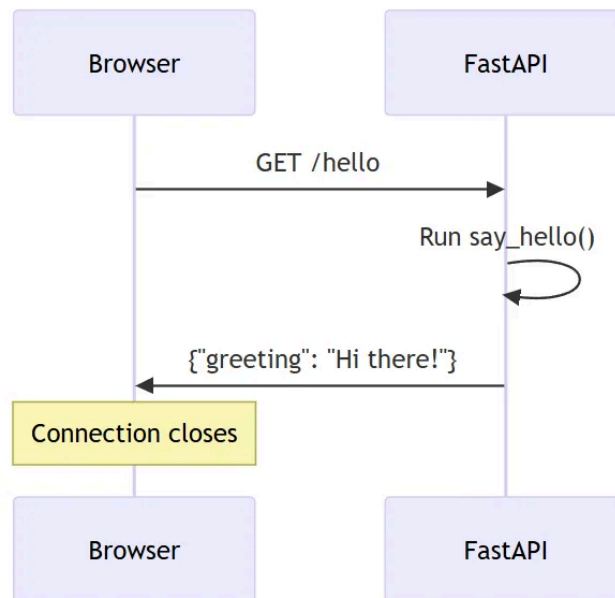 Browser
FastAPI
GET /hello
Run say_hello()
{"greeting": "Hi there!"}
Connection closes
Browser
FastAPI